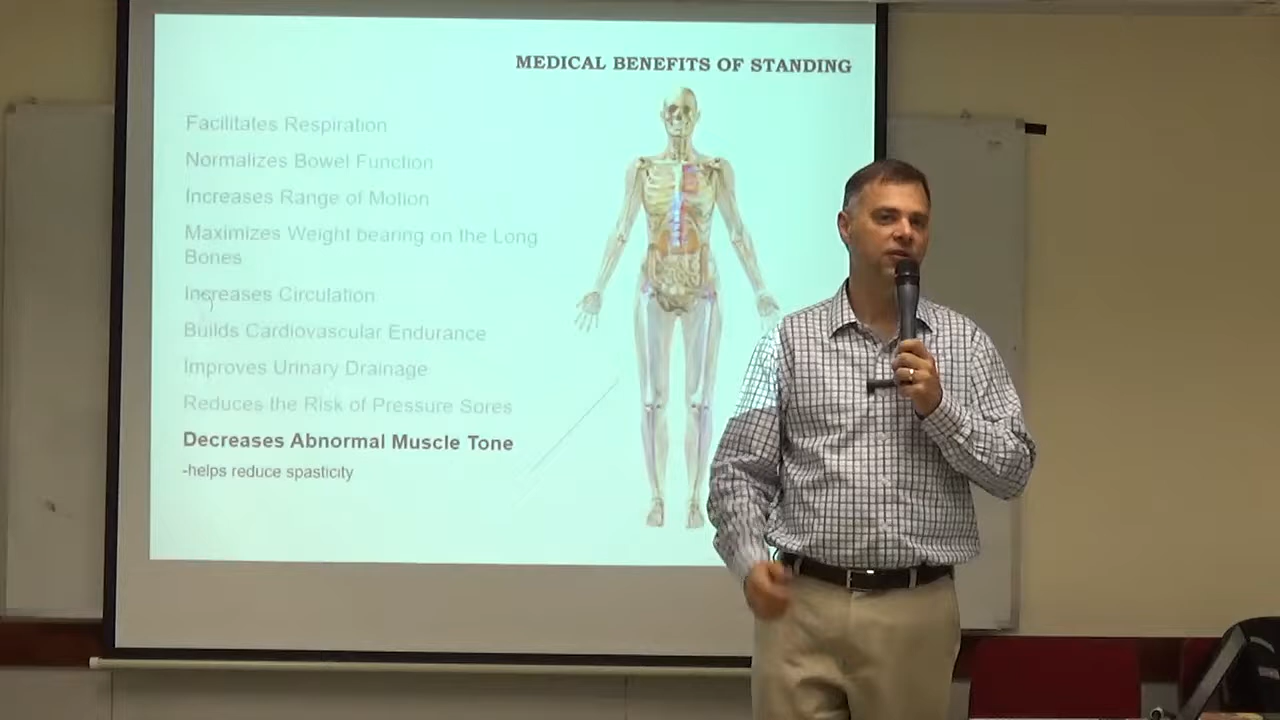 MEDICAL BENEFITS OF STANDING
Facilitates Respiration
Normalizes Bowel Function
Increases Range of Motion
Maximizes Weight bearing on the Long
Bones
Increases Circulation
Builds Cardiovascular Endurance
Improves Urinary Drainage
Reduces the Risk of Pressure Sores
Decreases Abnormal Muscle Tone
-helps reduce spasticity